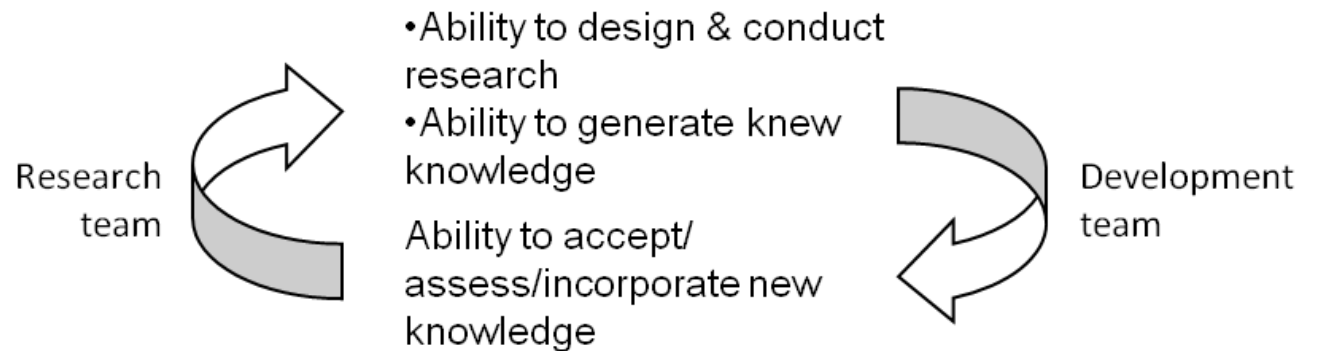 •Ability to design & conduct
research
•Ability to generate knew
knowledge
Research
team
Ability to accept/
assess/incorporate new
knowledge
Development
team